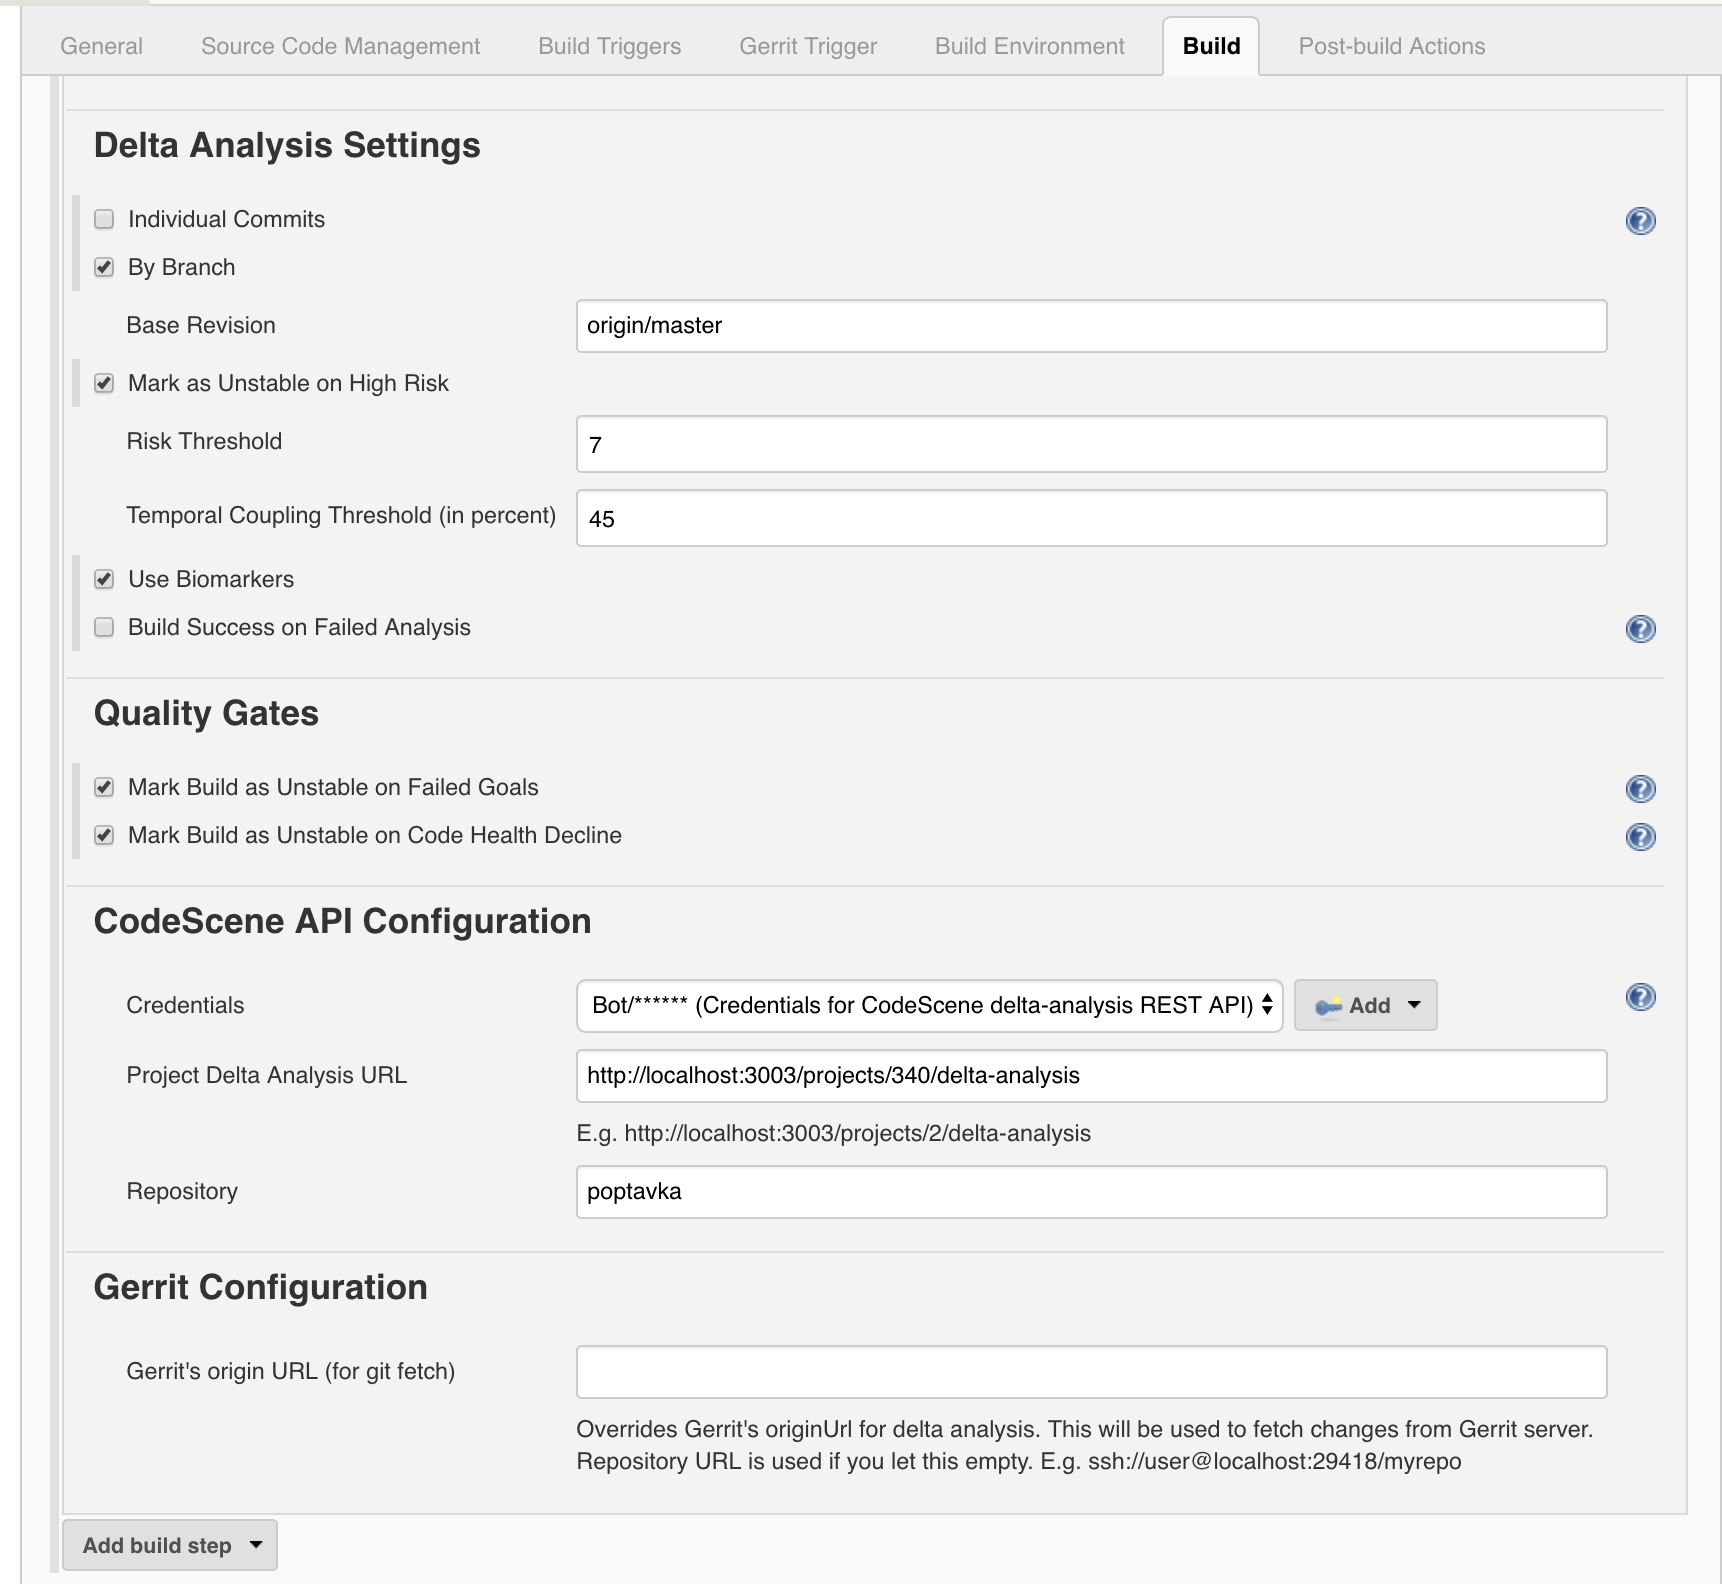 General Source Code Management Build Triggers Gerrit Trigger Build Environment Build Post-build Actions
Delta Analysis Settings
Individual Commits
By Branch
Base Revision origin/master
Mark as Unstable on High Risk
Risk Threshold 7
Temporal Coupling Threshold (in percent) 45
Use Biomarkers
Build Success on Failed Analysis
Quality Gates
Mark Build as Unstable on Failed Goals
Mark Build as Unstable on Code Health Decline
CodeScene API Configuration
Credentials Bot/****** (Credentials for CodeScene delta-analysis REST API) Add
Project Delta Analysis URL http://localhost:3003/projects/340/delta-analysis
E.g. http://localhost:3003/projects/2/delta-analysis
Repository poptavka
Gerrit Configuration
Gerrit's origin URL (for git fetch)
Overrides Gerrit's originUrl for delta analysis. This will be used to fetch changes from Gerrit server.
Repository URL is used if you let this empty. E.g. ssh://user@localhost:29418/myrepo
Add build step